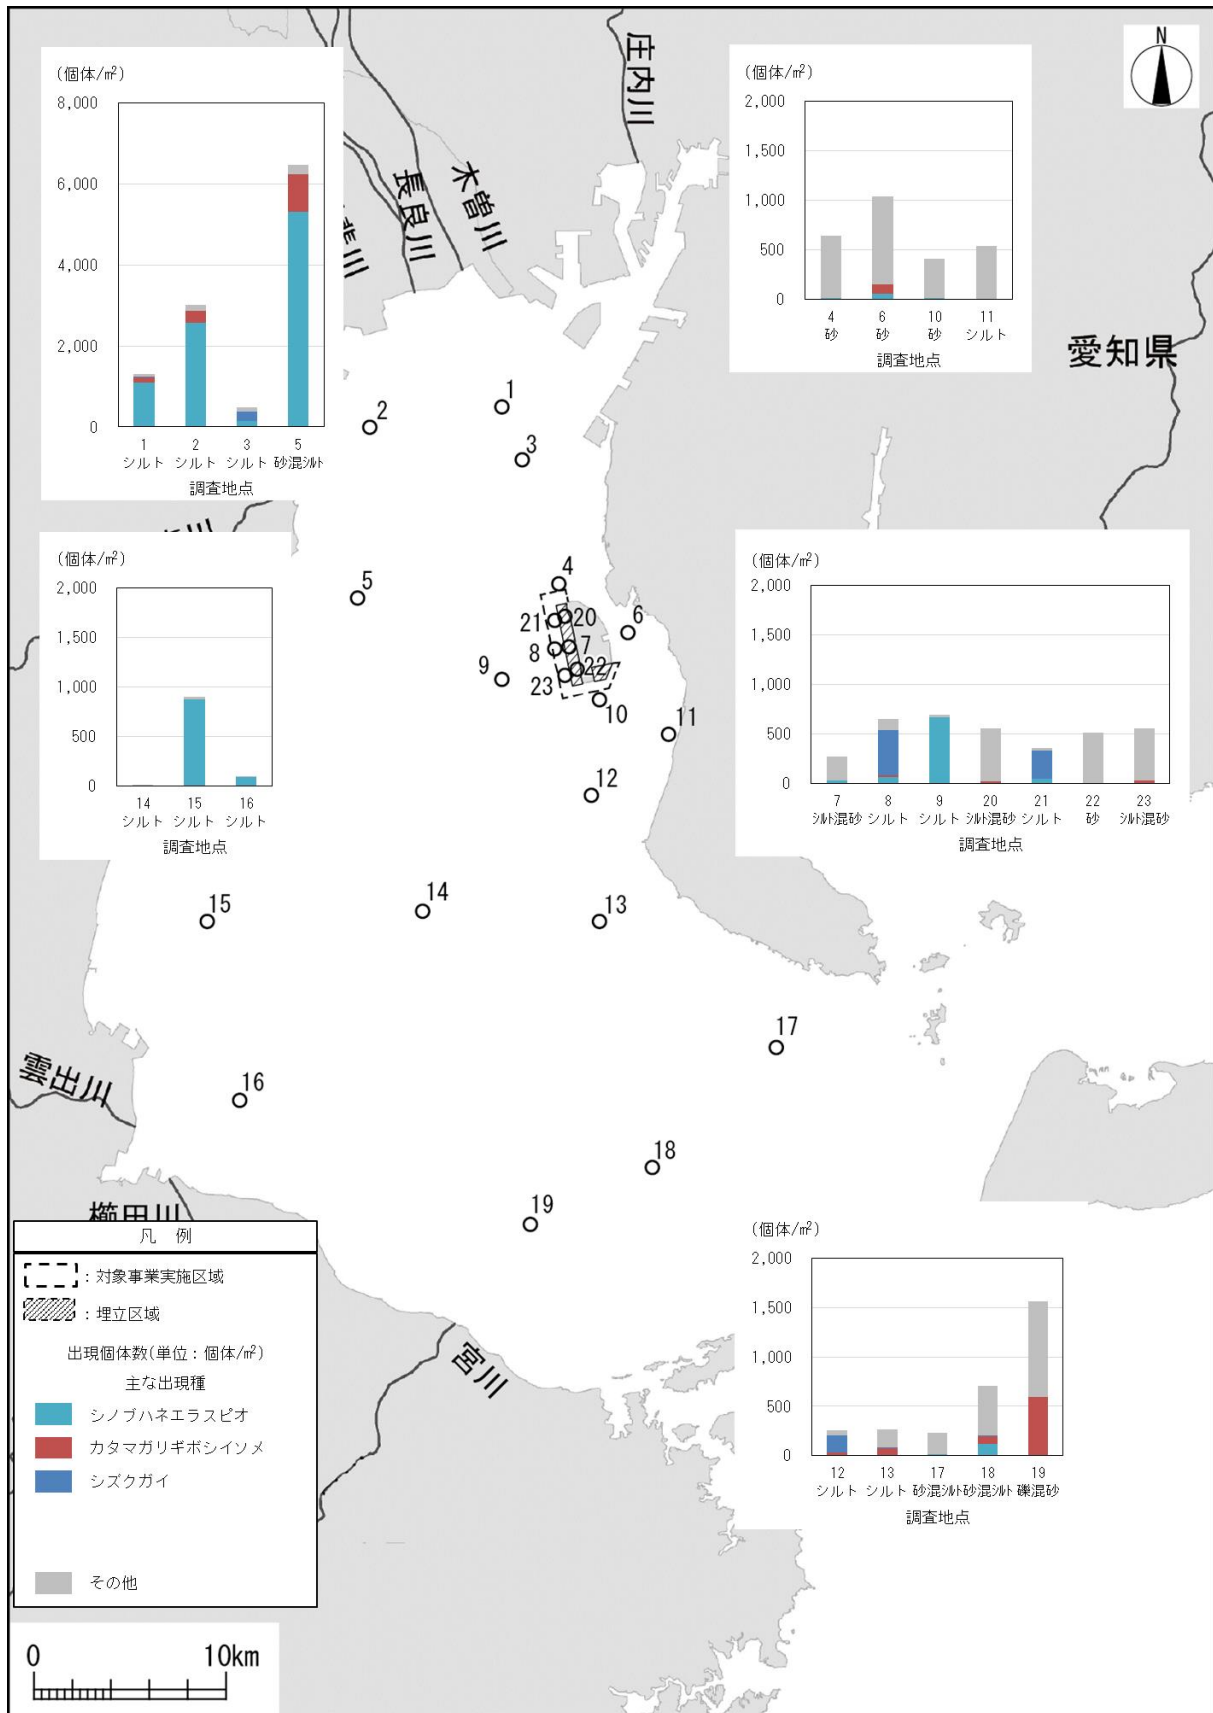 (個体/㎡)
8,000
6,000
4,000
2,000
0
1 2 3 5
シルト シルト シルト 砂混シルト
調査地点
庄内川
木曽川
長良川
(個体/㎡)
2,000
1,500
1,000
500
0
4 6 10 11
砂 砂 砂 シルト
調査地点
N
愛知県
1
2
3
(個体/㎡)
2,000
1,500
1,000
500
0
14 15 16
シルト シルト シルト
調査地点
4
5
6
20
21
7
8
22
9
23
10
11
12
(個体/㎡)
2,000
1,500
1,000
500
0
7 8 9 20 21 22 23
シルト混砂 シルト シルト シルト混砂 シルト 砂 シルト混砂
調査地点
15
14
13
17
雲出川
16
18
19
櫛田川
宮川
凡 例
:対象事業実施区域
:埋立区域
出現個体数(単位:個体/㎡)
主な出現種
シノブハネエラスピオ
カタマガリギボシイソメ
シズクガイ
その他
0 10km
(個体/㎡)
2,000
1,500
1,000
500
0
12 13 17 18 19
シルト シルト 砂混シルト 砂混シルト 礫混砂
調査地点